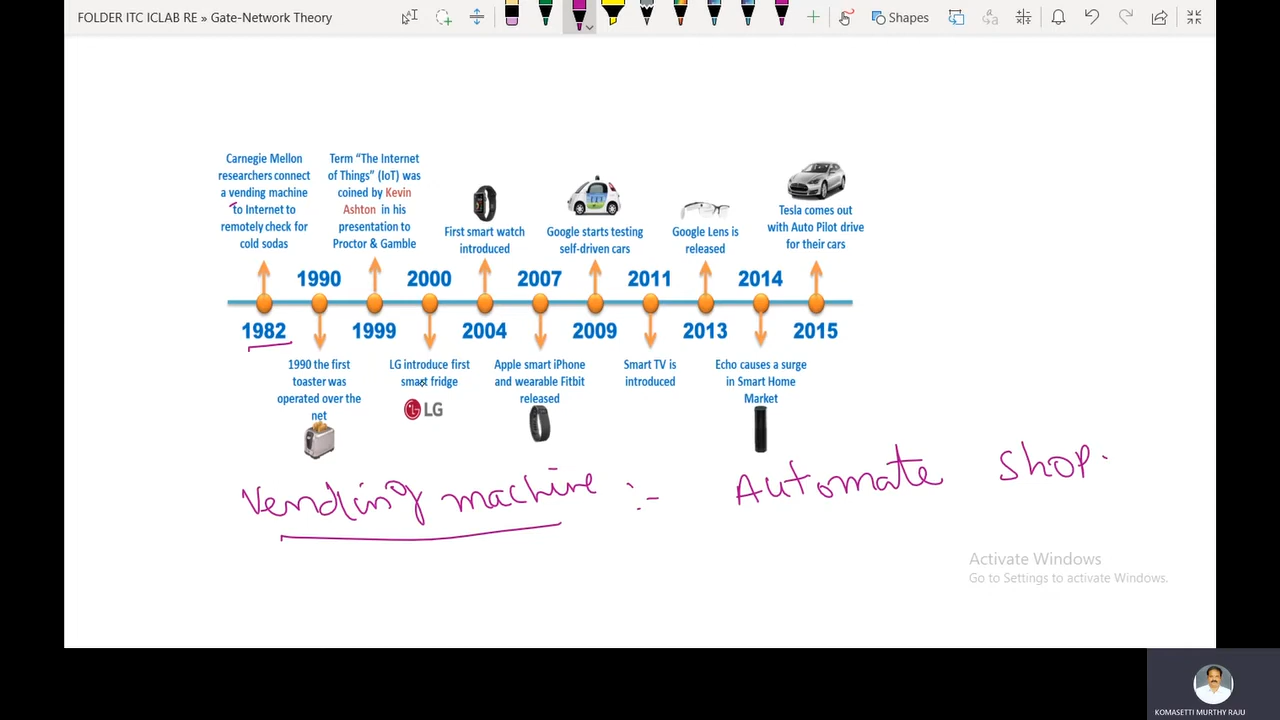 FOLDER ITC ICLAB RE » Gate-Network Theory
Shapes
Carnegie Mellon
researchers connect
a vending machine
to Internet to
remotely check for
cold sodas
Term “The Internet
of Things” (IoT) was
coined by Kevin
Ashton in his
presentation to
Proctor & Gamble
First smart watch
introduced
Google starts testing
self-driven cars
Google Lens is
released
Tesla comes out
with Auto Pilot drive
for their cars
1990
2000
2007
2011
2014
1982
1999
2004
2009
2013
2015
1990 the first
toaster was
operated over the
net
LG introduce first
smart fridge
LG
Apple smart iPhone
and wearable Fitbit
released
Smart TV is
introduced
Echo causes a surge
in Smart Home
Market
Vending machine :- Automate Shop.
Activate Windows
Go to Settings to activate Windows.
KOMASETTI MURTHY RAJU